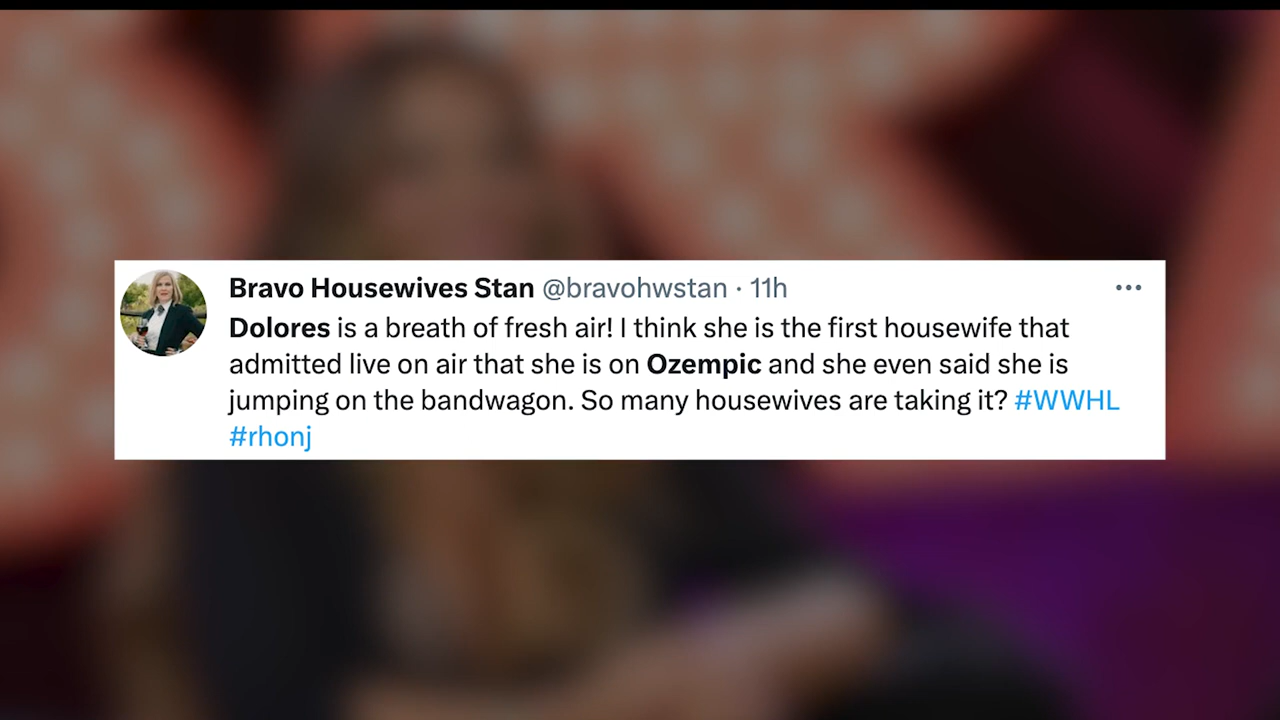 Bravo Housewives Stan @bravohwstan · 11h
Dolores is a breath of fresh air! I think she is the first housewife that
admitted live on air that she is on Ozempic and she even said she is
jumping on the bandwagon. So many housewives are taking it? #WWHL
#rhonj